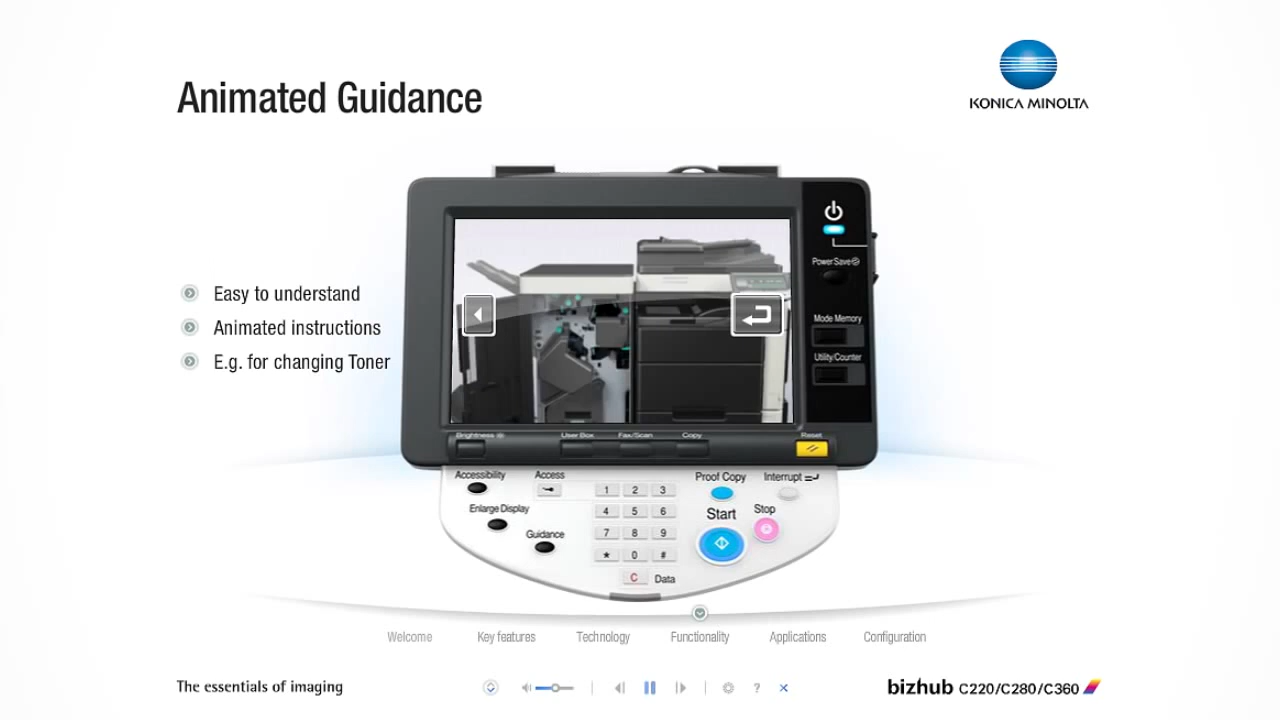 Animated Guidance
KONICA MINOLTA
Easy to understand
Animated instructions
E.g. for changing Toner
Power Save
Mode Memory
Utility/Counter
Brightness
User Box
Fax/Scan
Copy
Reset
Accessibility
Access
Enlarge Display
Guidance
1 2 3
4 5 6
7 8 9
* 0 #
C Data
Proof Copy
Interrupt
Start
Stop
Welcome
Key features
Technology
Functionality
Applications
Configuration
The essentials of imaging
?
bizhub C220/C280/C360